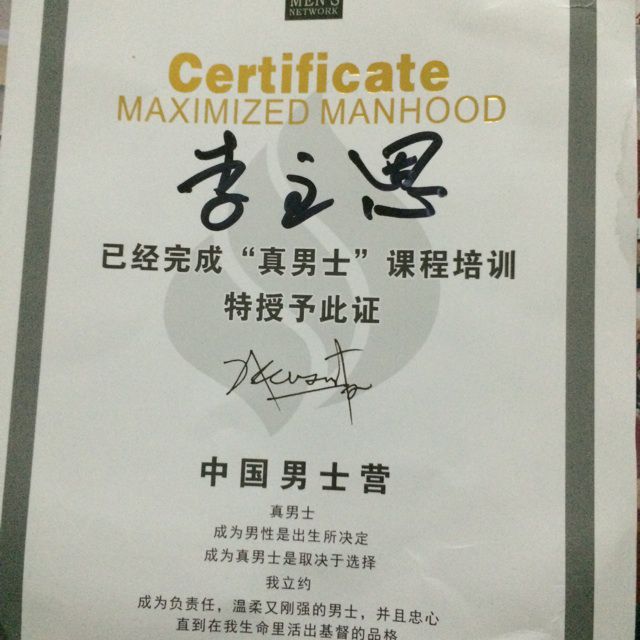 MEN'S
NETWORK
Certificate
MAXIMIZED MANHOOD
李主恩
已经完成“真男士”课程培训
特授予此证
中国男士营
真男士
成为男性是出生所决定
成为真男士是取决于选择
我立约
成为负责任，温柔又刚强的男士，并且忠心
直到在我生命里活出基督的品格